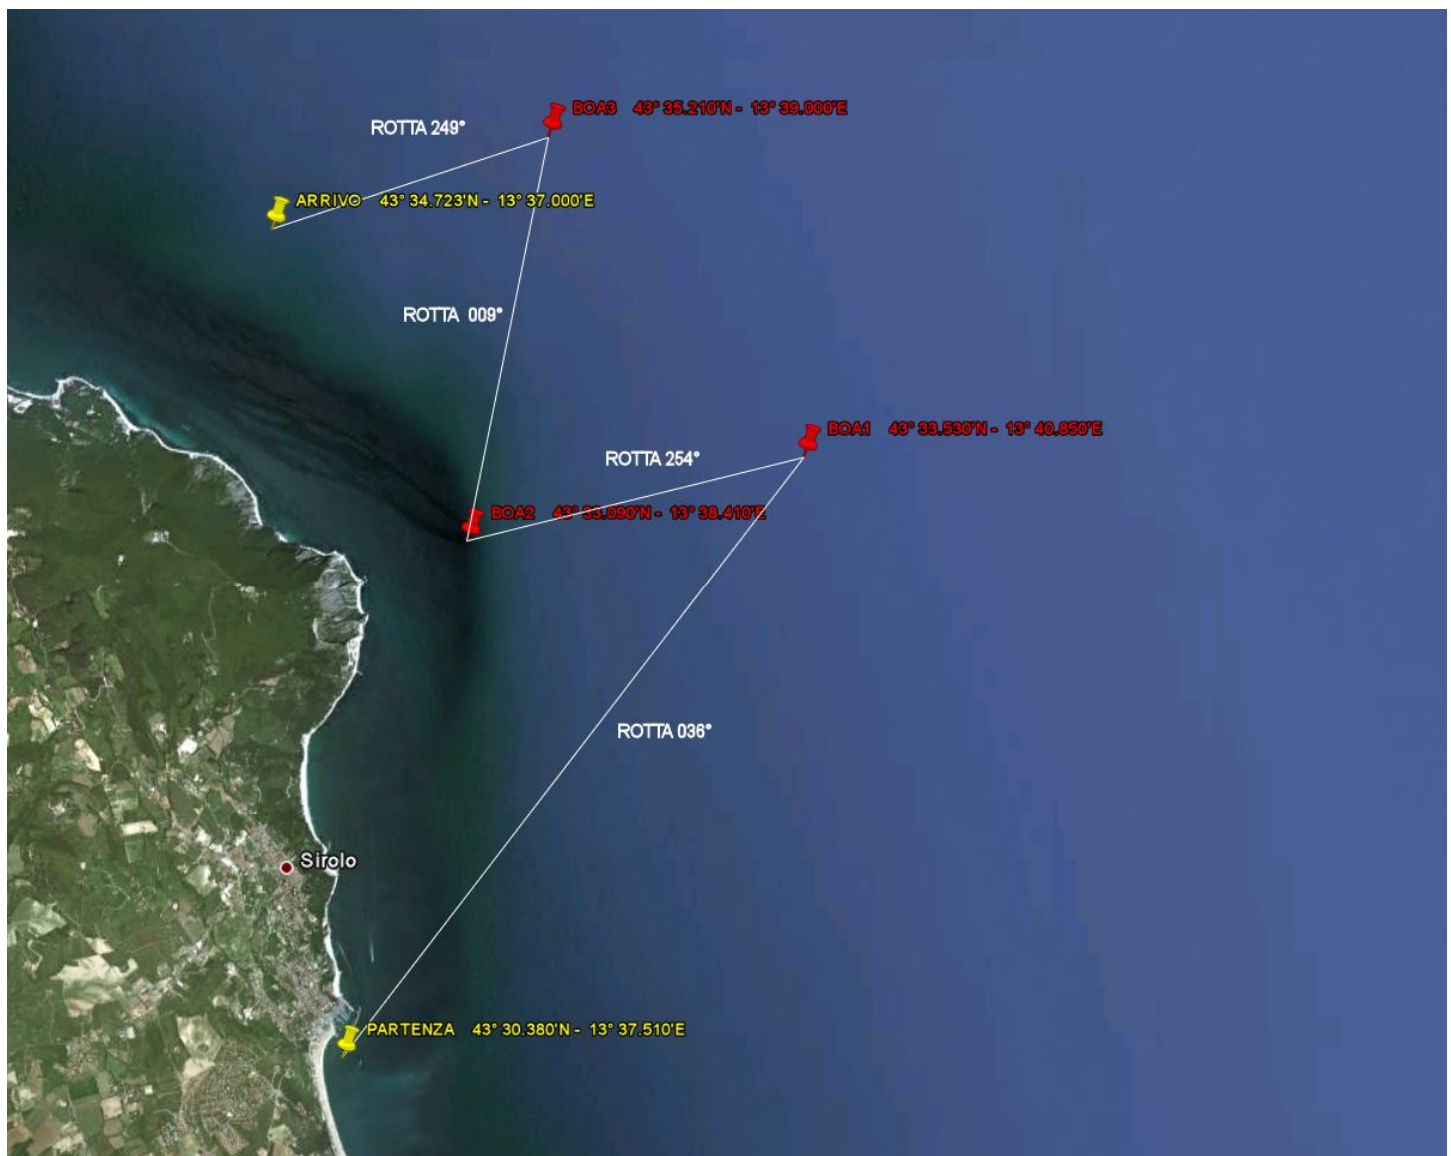 BOA3 43° 35.210'N - 13° 39.000'E
ROTTA 249°
ARRIVO 43° 34.723'N - 13° 37.000'E
ROTTA 009°
BOA1 43° 33.530'N - 13° 40.850'E
ROTTA 254°
BOA2 43° 33.090'N - 13° 38.410'E
ROTTA 036°
Sirolo
PARTENZA 43° 30.380'N - 13° 37.510'E